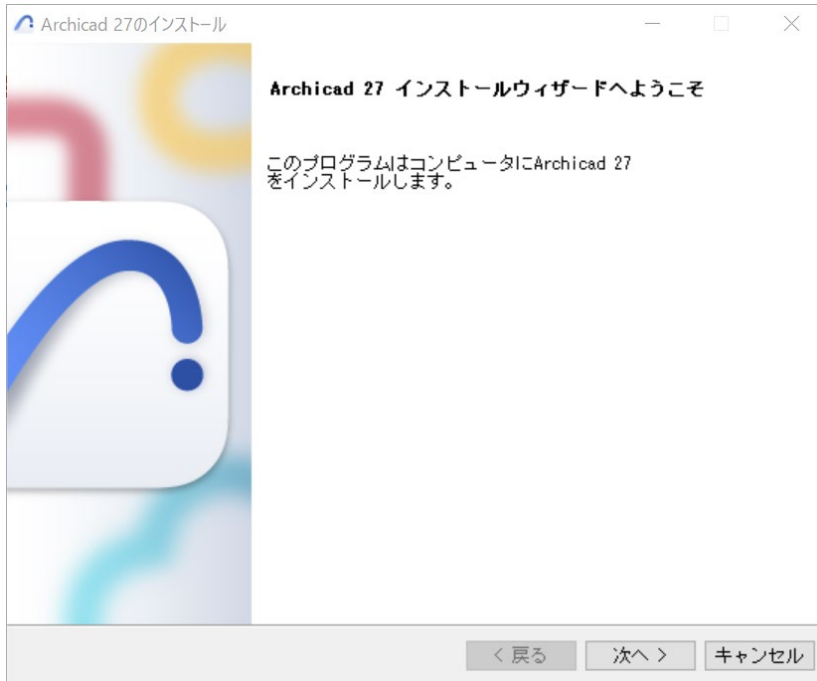 Archicad 27のインストール
Archicad 27 インストールウィザードへようこそ
このプログラムはコンピュータにArchicad 27
をインストールします。
< 戻る
次へ >
キャンセル